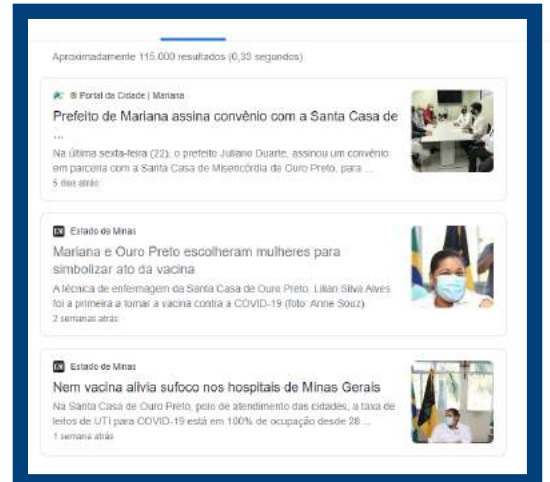 Aproximadamente 115.000 resultados (0,33 segundos)
® Portal da Cidade | Mariana
Prefeito de Mariana assina convênio com a Santa Casa de
...
Na última sexta-feira (22), o prefeito Juliano Duarte, assinou um convênio
em parceria com a Santa Casa de Misericórdia de Ouro Preto, para ...
5 dias atrás
EM Estado de Minas
Mariana e Ouro Preto escolheram mulheres para
simbolizar ato da vacina
A técnica de enfermagem da Santa Casa de Ouro Preto, Lilian Silva Alves
foi a primeira a tomar a vacina contra a COVID-19 (foto: Anne Souz)
2 semanas atrás
EM Estado de Minas
Nem vacina alivia sufoco nos hospitais de Minas Gerais
Na Santa Casa de Ouro Preto, polo de atendimento das cidades, a taxa de
leitos de UTI para COVID-19 está em 100% de ocupação desde 28 ...
1 semana atrás